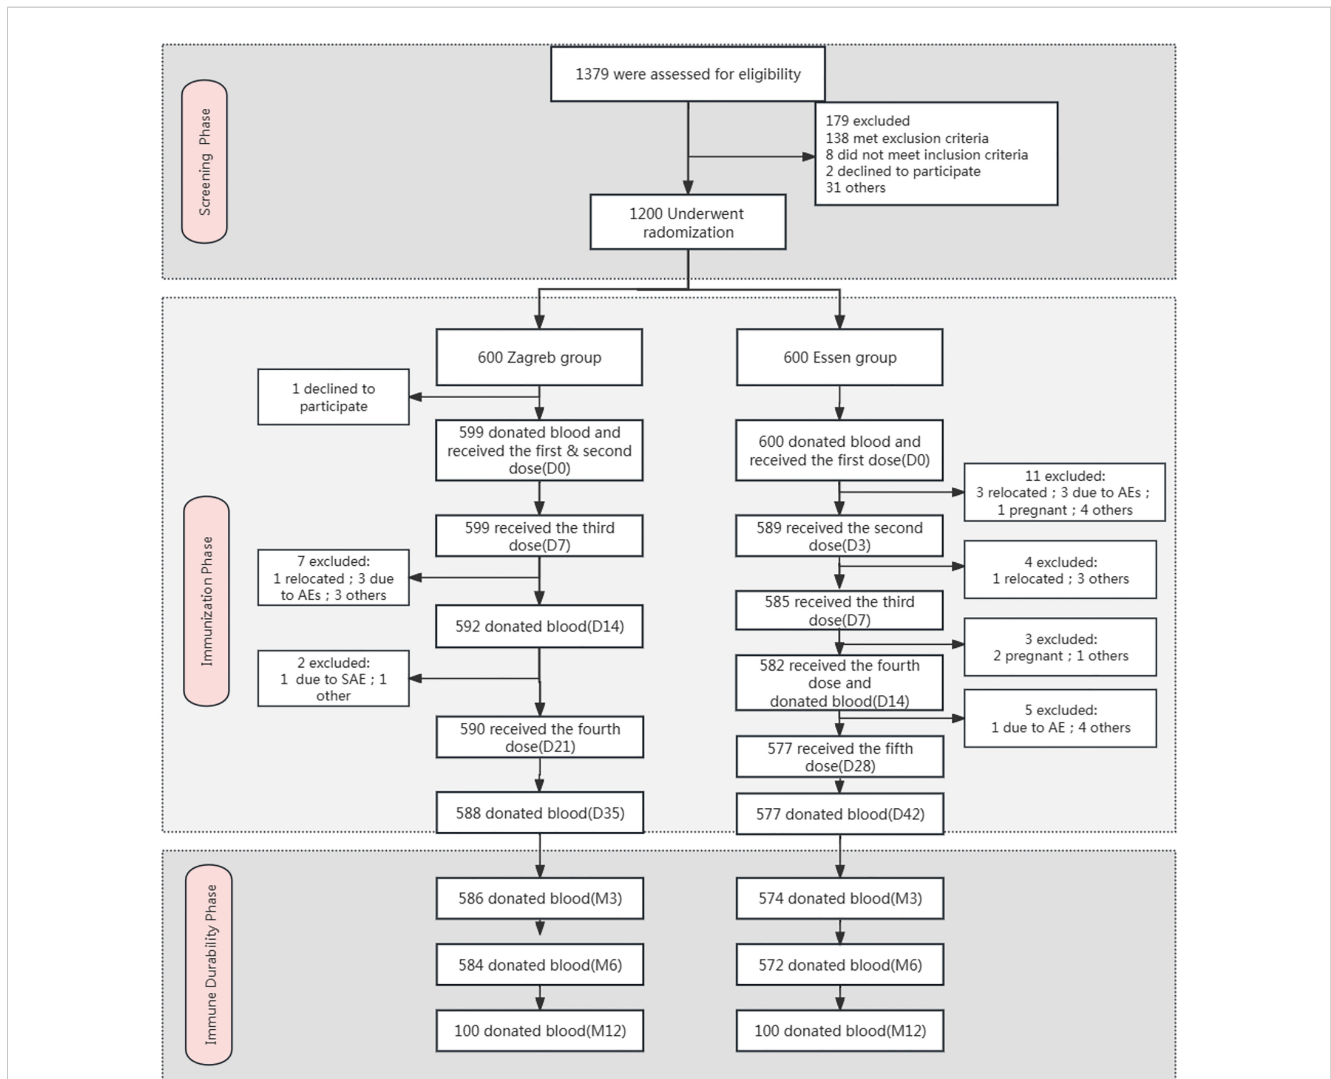 1379 were assessed for eligibility
179 excluded
138 met exclusion criteria
8 did not meet inclusion criteria
2 declined to participate
31 others
Screening Phase
1200 Underwent
radomization
600 Zagreb group
600 Essen group
1 declined to
participate
599 donated blood and
received the first & second
dose(D0)
600 donated blood and
received the first dose(D0)
11 excluded:
3 relocated ; 3 due to AEs ;
1 pregnant ; 4 others
599 received the third
dose(D7)
589 received the second
dose(D3)
Immunization Phase
7 excluded:
1 relocated ; 3 due
to AEs ; 3 others
4 excluded:
1 relocated ; 3 others
592 donated blood(D14)
585 received the third
dose(D7)
3 excluded:
2 pregnant ; 1 others
2 excluded:
1 due to SAE ; 1
other
582 received the fourth
dose and
donated blood(D14)
5 excluded:
1 due to AE ; 4 others
590 received the fourth
dose(D21)
577 received the fifth
dose(D28)
588 donated blood(D35)
577 donated blood(D42)
Immune Durability Phase
586 donated blood(M3)
574 donated blood(M3)
584 donated blood(M6)
572 donated blood(M6)
100 donated blood(M12)
100 donated blood(M12)